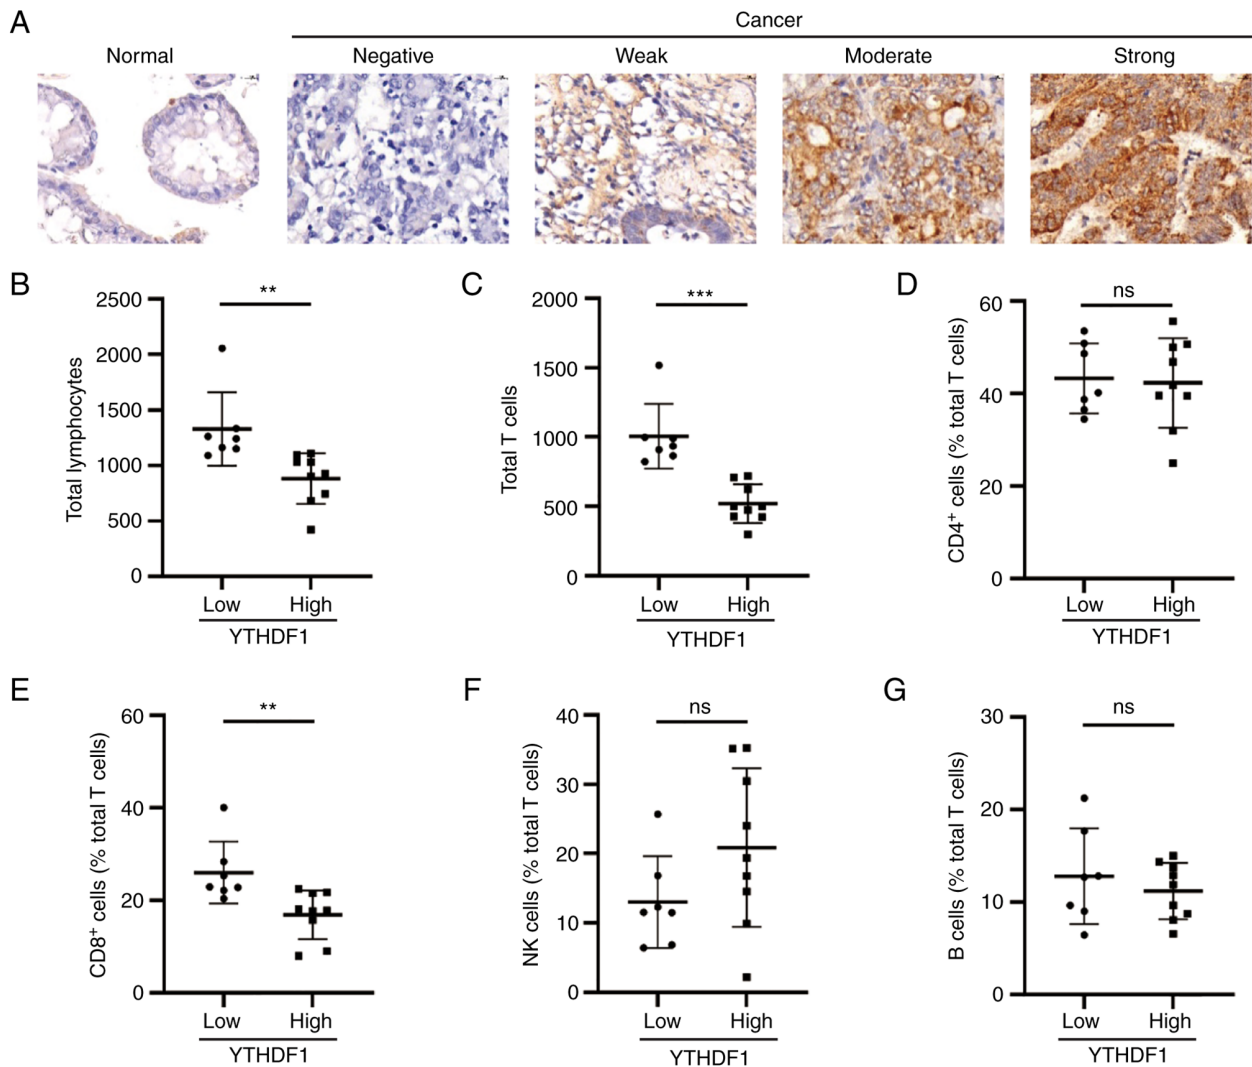 A
Cancer
Normal
Negative
Weak
Moderate
Strong
B
**
2500
2000
1500
1000
500
0
Total lymphocytes
Low
High
YTHDF1
C
***
2000
1500
1000
500
0
Total T cells
Low
High
YTHDF1
D
ns
60
40
20
0
CD4⁺ cells (% total T cells)
Low
High
YTHDF1
E
**
60
40
20
0
CD8⁺ cells (% total T cells)
Low
High
YTHDF1
F
ns
40
30
20
10
0
NK cells (% total T cells)
Low
High
YTHDF1
G
ns
30
20
10
0
B cells (% total T cells)
Low
High
YTHDF1